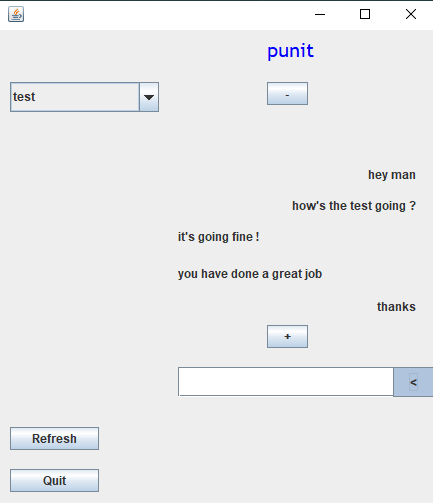 punit
test
-
hey man
how's the test going ?
it's going fine !
you have done a great job
thanks
+
<
Refresh
Quit